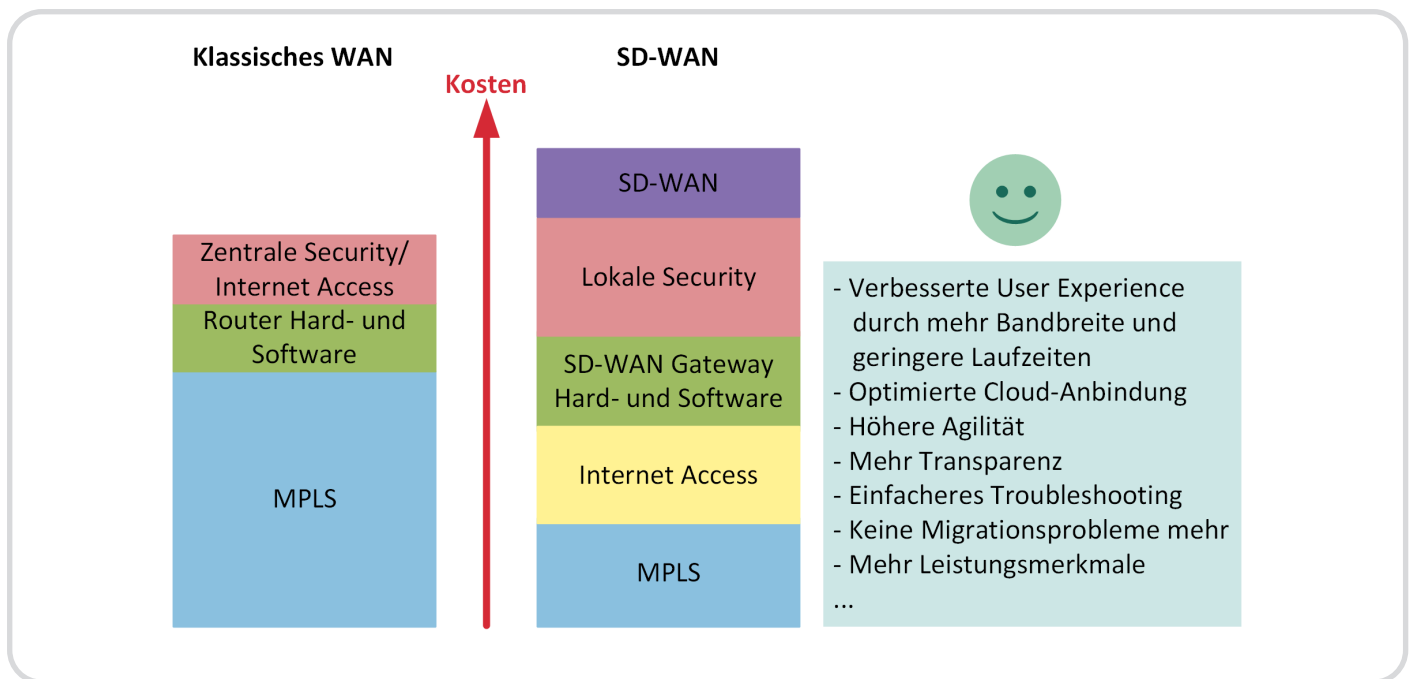 Klassisches WAN
SD-WAN
Kosten
Zentrale Security/
Internet Access
Router Hard- und
Software
MPLS
SD-WAN
Lokale Security
SD-WAN Gateway
Hard- und Software
Internet Access
MPLS
- Verbesserte User Experience
durch mehr Bandbreite und
geringere Laufzeiten
- Optimierte Cloud-Anbindung
- Höhere Agilität
- Mehr Transparenz
- Einfacheres Troubleshooting
- Keine Migrationsprobleme mehr
- Mehr Leistungsmerkmale
...